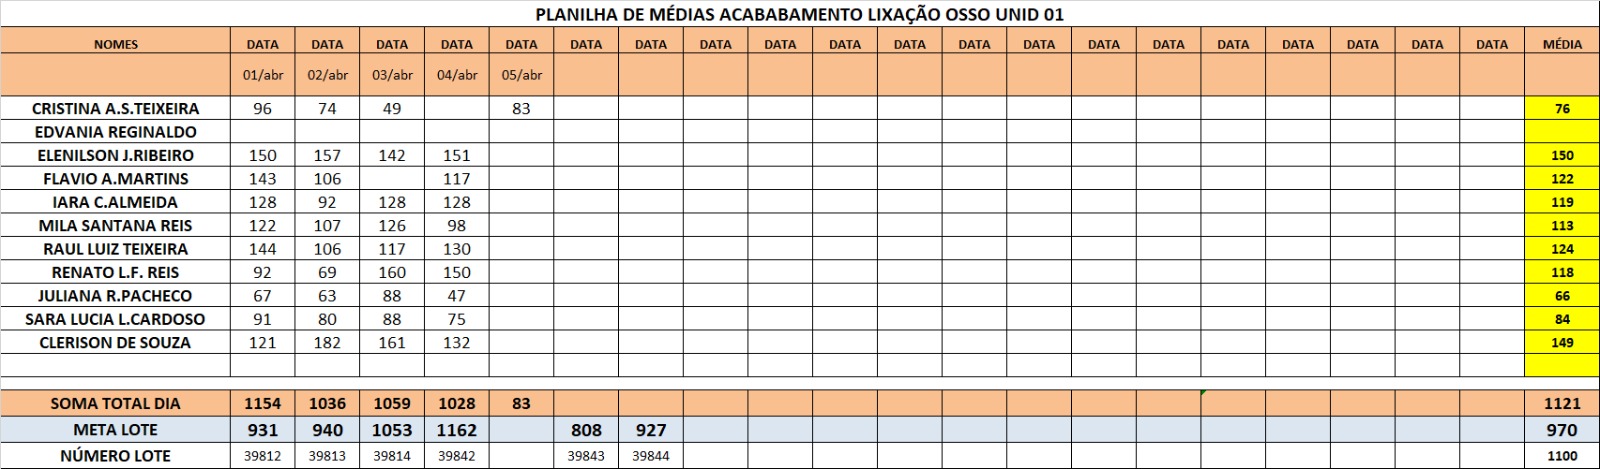 PLANILHA DE MÉDIAS ACABABAMENTO LIXAÇÃO OSSO UNID 01
NOMES DATA DATA DATA DATA DATA DATA DATA DATA DATA DATA DATA DATA DATA DATA DATA DATA DATA DATA DATA DATA MÉDIA
01/abr 02/abr 03/abr 04/abr 05/abr
CRISTINA A.S.TEIXEIRA 96 74 49 83 76
EDVANIA REGINALDO
ELENILSON J.RIBEIRO 150 157 142 151 150
FLAVIO A.MARTINS 143 106 117 122
IARA C.ALMEIDA 128 92 128 128 119
MILA SANTANA REIS 122 107 126 98 113
RAUL LUIZ TEIXEIRA 144 106 117 130 124
RENATO L.F. REIS 92 69 160 150 118
JULIANA R.PACHECO 67 63 88 47 66
SARA LUCIA L.CARDOSO 91 80 88 75 84
CLERISON DE SOUZA 121 182 161 132 149
SOMA TOTAL DIA 1154 1036 1059 1028 83 1121
META LOTE 931 940 1053 1162 808 927 970
NÚMERO LOTE 39812 39813 39814 39842 39843 39844 1100